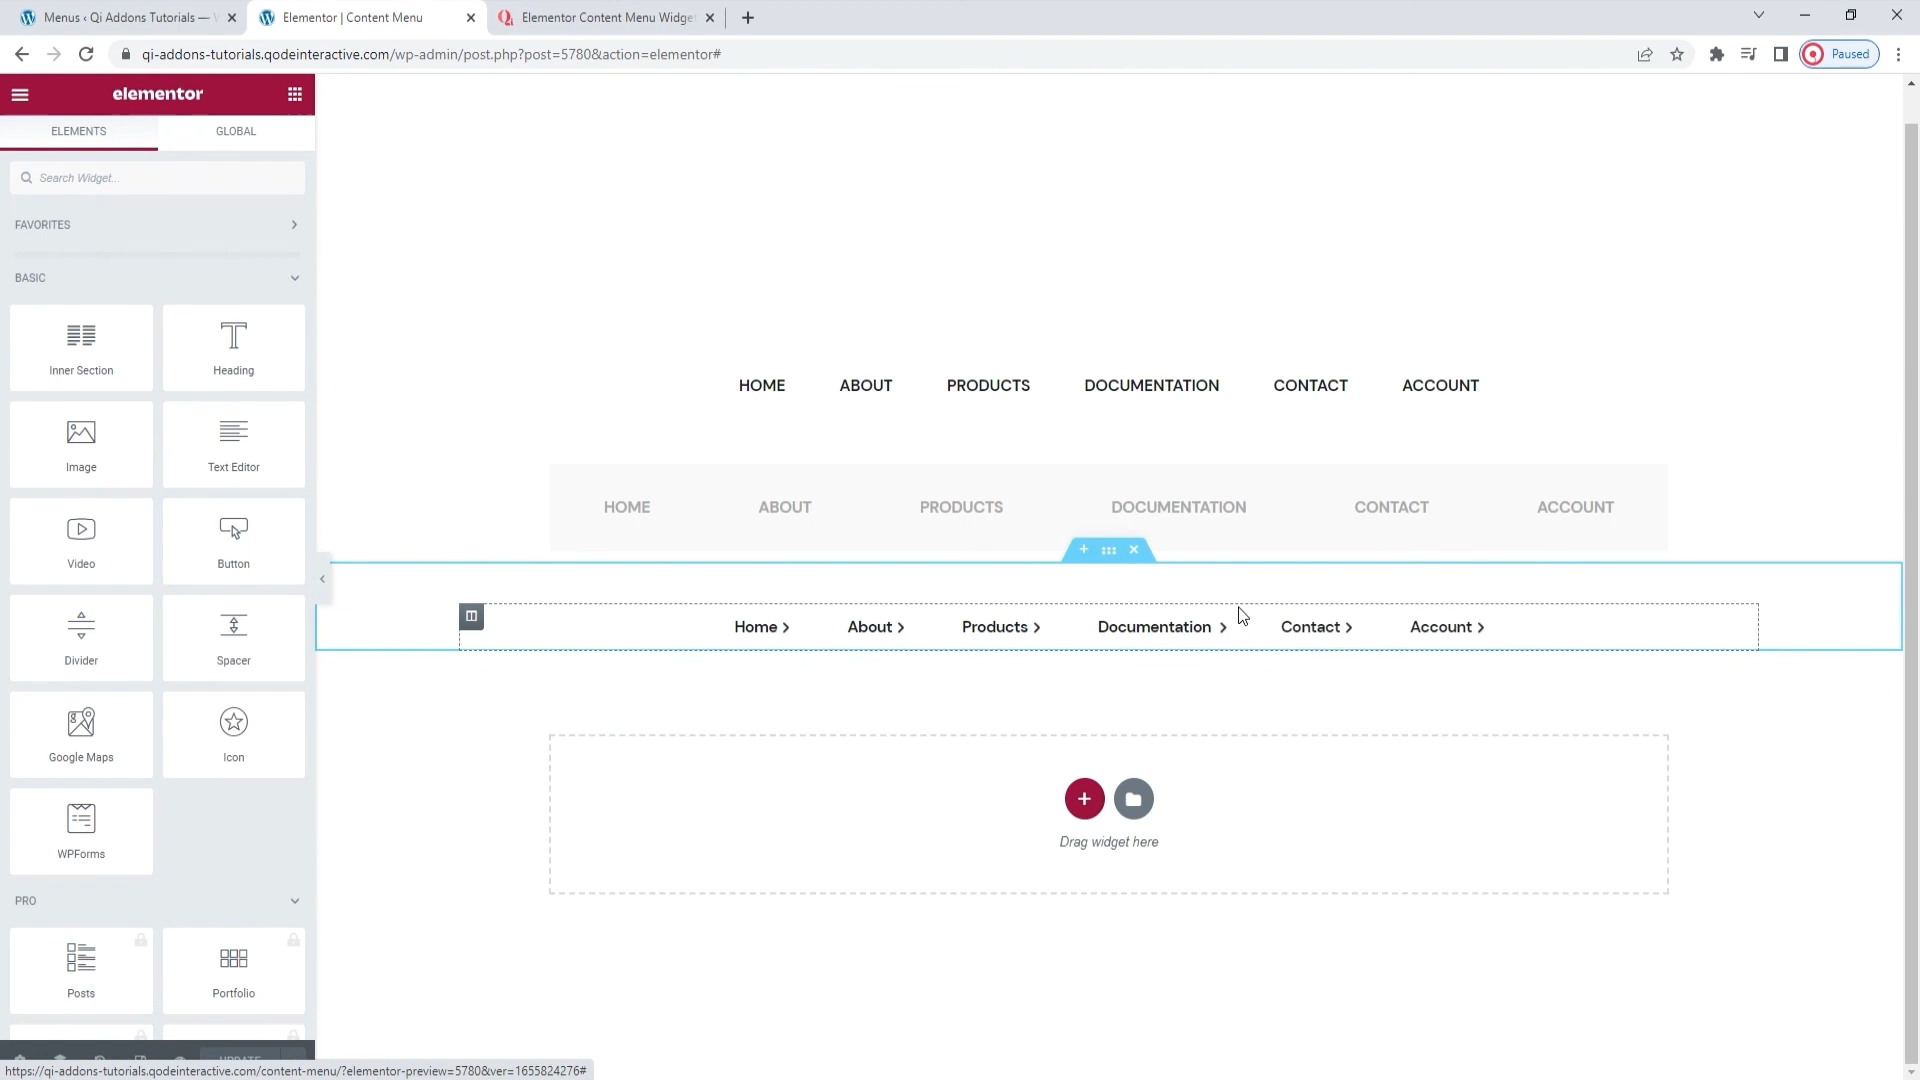 Menus ‹ Qi Addons Tutorials —
Elementor | Content Menu
Elementor Content Menu Widge
qi-addons-tutorials.qodeinteractive.com/wp-admin/post.php?post=5780&action=elementor#
Paused
elementor
ELEMENTS
GLOBAL
Search Widget...
FAVORITES
BASIC
Inner Section
Heading
Image
Text Editor
Video
Button
Divider
Spacer
Google Maps
Icon
WPForms
PRO
Posts
Portfolio
UPDATE
HOME ABOUT PRODUCTS DOCUMENTATION CONTACT ACCOUNT
HOME ABOUT PRODUCTS DOCUMENTATION CONTACT ACCOUNT
Home > About > Products > Documentation > Contact > Account >
Drag widget here
https://qi-addons-tutorials.qodeinteractive.com/content-menu/?elementor-preview=5780&ver=1655824276#